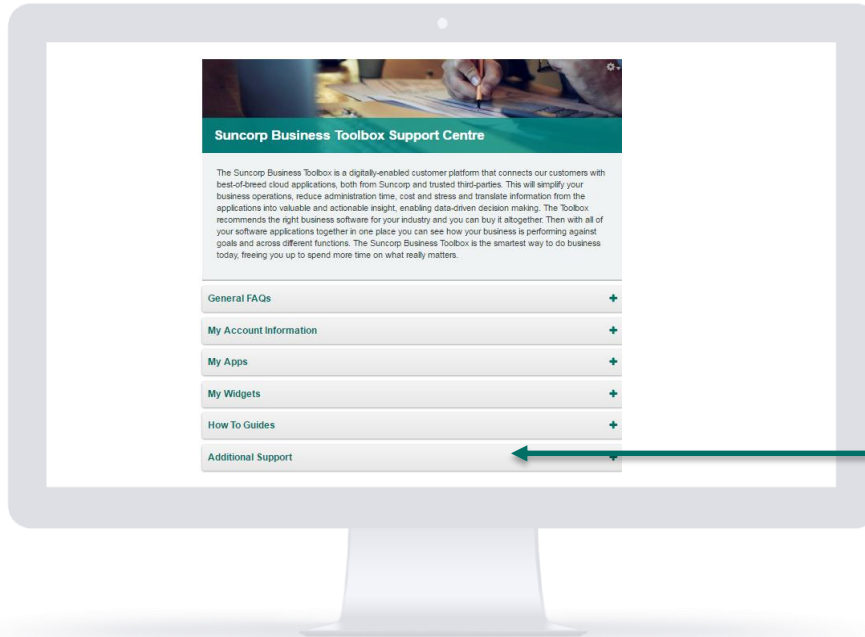 Suncorp Business Toolbox Support Centre
The Suncorp Business Toolbox is a digitally-enabled customer platform that connects our customers with
best-of-breed cloud applications, both from Suncorp and trusted third-parties. This will simplify your
business operations, reduce administration time, cost and stress and translate information from the
applications into valuable and actionable insight, enabling data-driven decision making. The Toolbox
recommends the right business software for your industry and you can buy it altogether. Then with all of
your software applications together in one place you can see how your business is performing against
goals and across different functions. The Suncorp Business Toolbox is the smartest way to do business
today, freeing you up to spend more time on what really matters.
General FAQs
My Account Information
My Apps
My Widgets
How To Guides
Additional Support